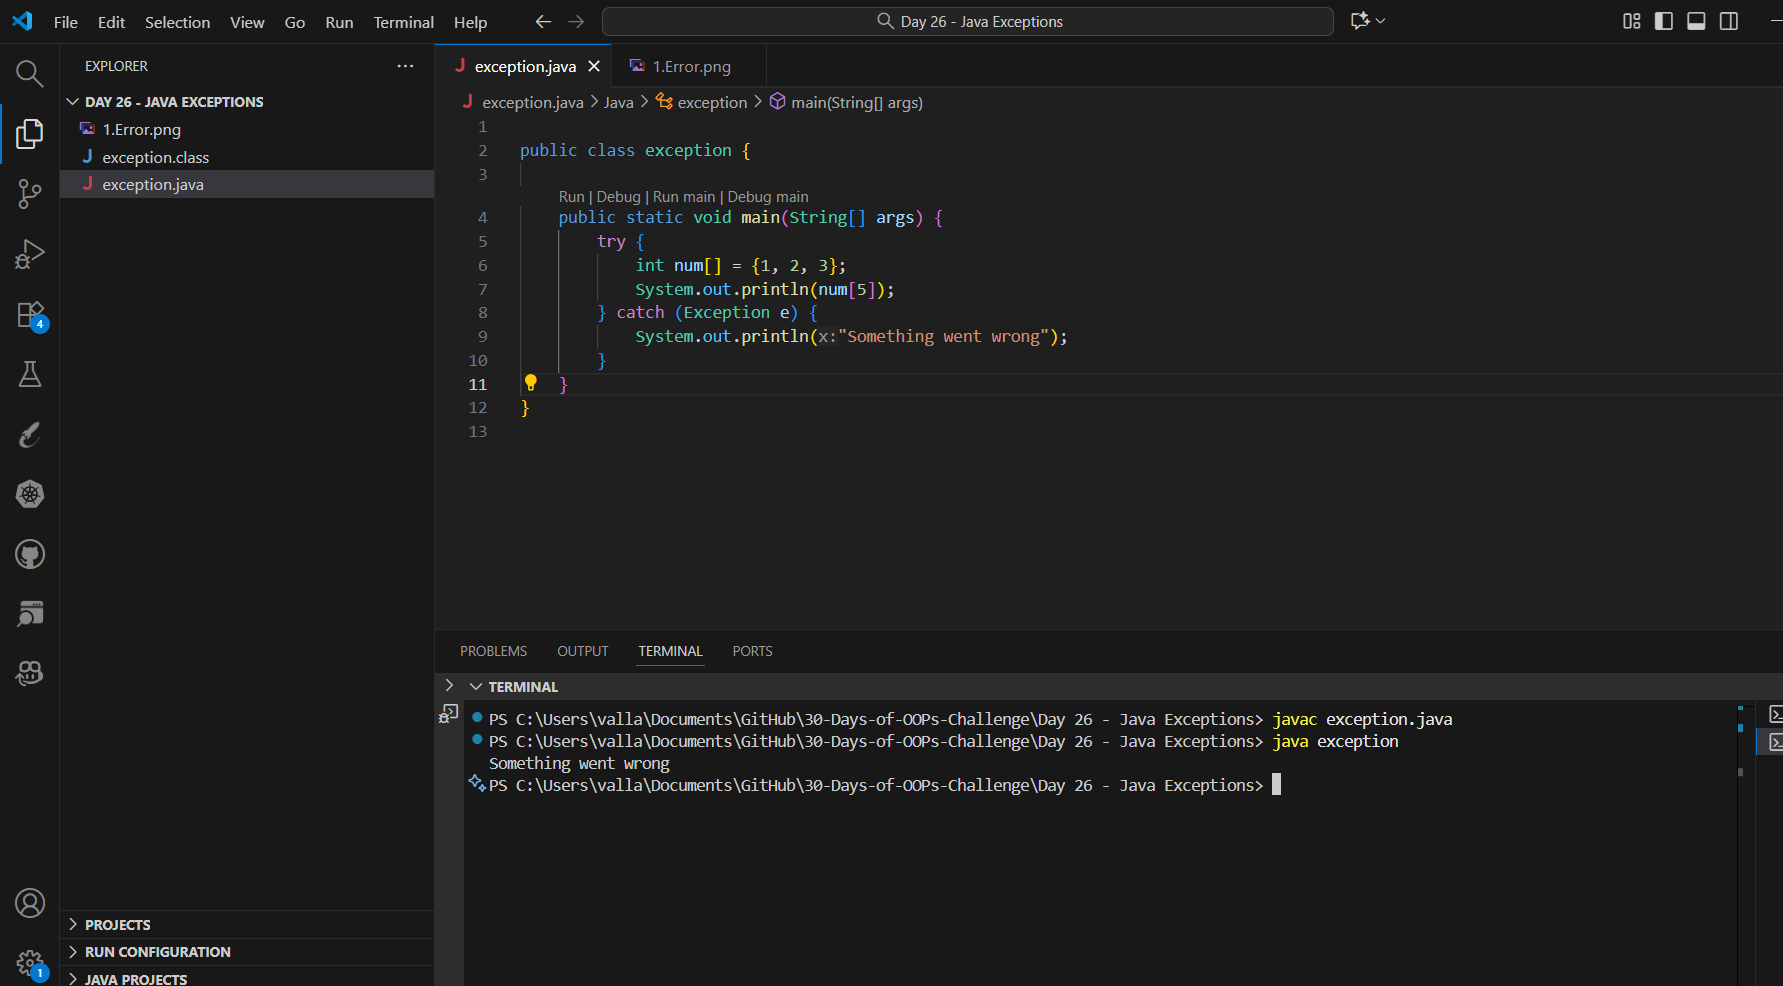 File Edit Selection View Go Run Terminal Help
Day 26 - Java Exceptions
EXPLORER
DAY 26 - JAVA EXCEPTIONS
1.Error.png
exception.class
exception.java
4
PROJECTS
RUN CONFIGURATION
1
JAVA PROJECTS
exception.java 1.Error.png
exception.java Java exception main(String[] args)
1
2 public class exception {
3
Run | Debug | Run main | Debug main
4 public static void main(String[] args) {
5 try {
6 int num[] = {1, 2, 3};
7 System.out.println(num[5]);
8 } catch (Exception e) {
9 System.out.println(x:"Something went wrong");
10 }
11 }
12 }
13
PROBLEMS OUTPUT TERMINAL PORTS
TERMINAL
PS C:\Users\valla\Documents\GitHub\30-Days-of-OOPs-Challenge\Day 26 - Java Exceptions> javac exception.java
PS C:\Users\valla\Documents\GitHub\30-Days-of-OOPs-Challenge\Day 26 - Java Exceptions> java exception
Something went wrong
PS C:\Users\valla\Documents\GitHub\30-Days-of-OOPs-Challenge\Day 26 - Java Exceptions>